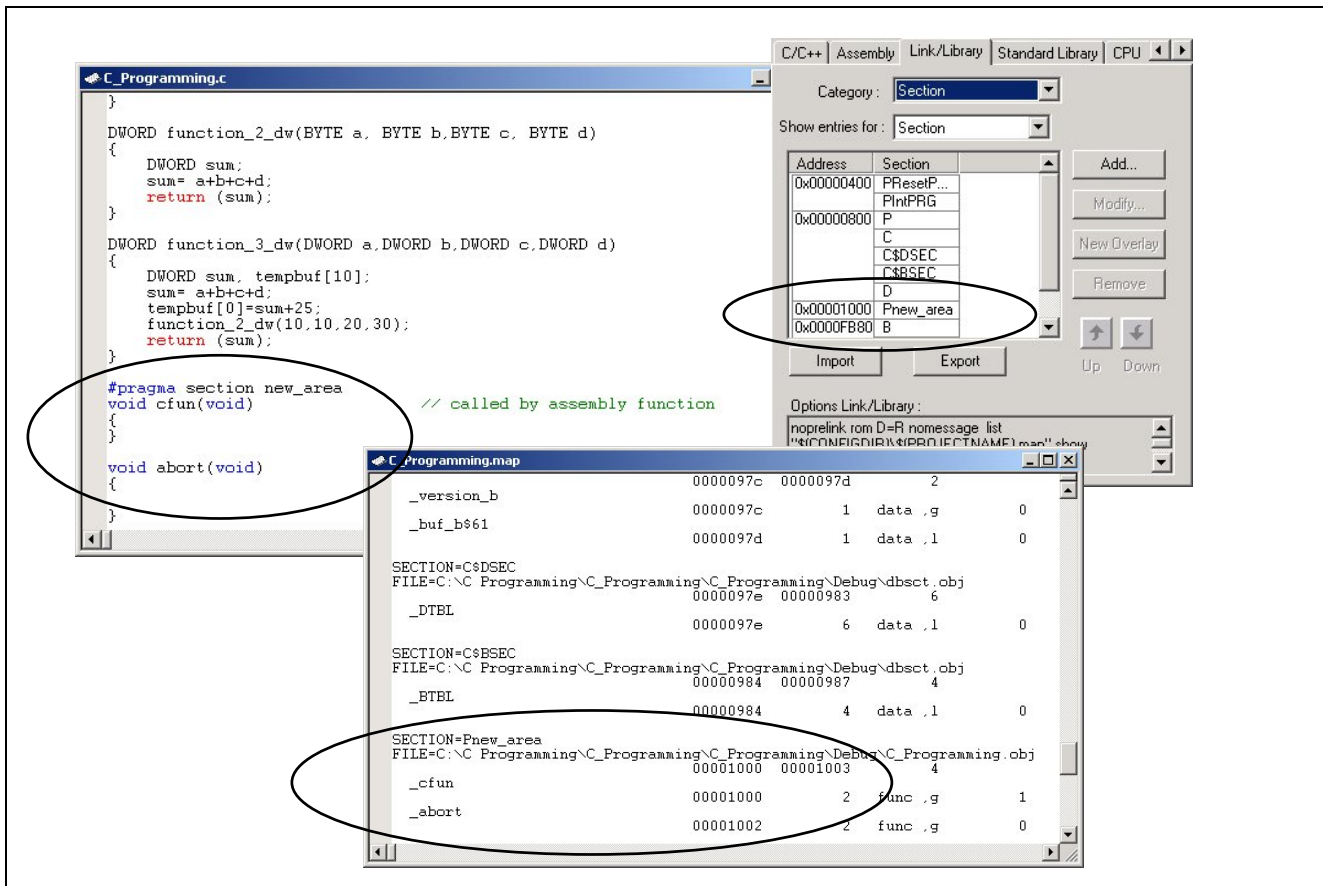 C_Programming.c
}
DWORD function_2_dw(BYTE a, BYTE b,BYTE c, BYTE d)
{
DWORD sum;
sum= a+b+c+d;
return (sum);
}
DWORD function_3_dw(DWORD a,DWORD b,DWORD c,DWORD d)
{
DWORD sum, tempbuf[10];
sum= a+b+c+d;
tempbuf[0]=sum+25;
function_2_dw(10,10,20,30);
return (sum);
}
#pragma section new_area
void cfun(void) // called by assembly function
{
}
void abort(void)
{
}
C/C++ Assembly Link/Library Standard Library CPU
Category : Section
Show entries for : Section
Address Section
0x00000400 PResetP...
PIntPRG
0x00000800 P
C
C$DSEC
C$BSEC
D
0x00001000 Pnew_area
0x0000FB80 B
Add...
Modify...
New Overlay
Remove
Up Down
Import Export
Options Link/Library :
noprelink rom D=R nomessage list
"$(CONFIGDIR)\$(PROJECTNAME).map" show
C_Programming.map
0000097c 0000097d 2
_version_b
0000097c 1 data ,g 0
_buf_b$61
0000097d 1 data ,l 0
SECTION=C$DSEC
FILE=C:\C Programming\C_Programming\C_Programming\Debug\dbsct.obj
0000097e 00000983 6
_DTBL
0000097e 6 data ,l 0
SECTION=C$BSEC
FILE=C:\C Programming\C_Programming\C_Programming\Debug\dbsct.obj
00000984 00000987 4
_BTBL
00000984 4 data ,l 0
SECTION=Pnew_area
FILE=C:\C Programming\C_Programming\C_Programming\Debug\C_Programming.obj
00001000 00001003 4
_cfun
00001000 2 func ,g 1
_abort
00001002 2 func ,g 0